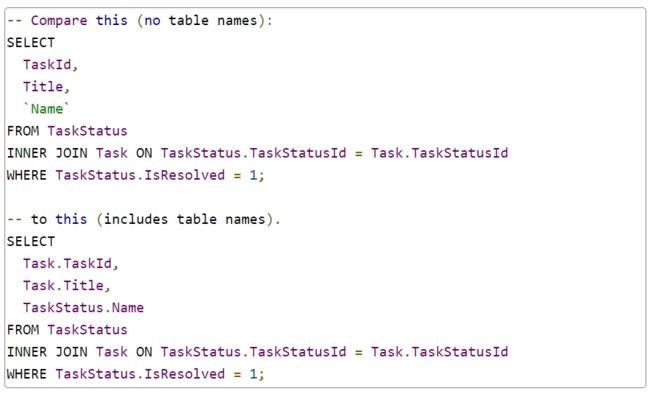 -- Compare this (no table names):
SELECT
  TaskId,
  Title,
  `Name`
FROM TaskStatus
INNER JOIN Task ON TaskStatus.TaskStatusId = Task.TaskStatusId
WHERE TaskStatus.IsResolved = 1;

-- to this (includes table names).
SELECT
  Task.TaskId,
  Task.Title,
  TaskStatus.Name
FROM TaskStatus
INNER JOIN Task ON TaskStatus.TaskStatusId = Task.TaskStatusId
WHERE TaskStatus.IsResolved = 1;